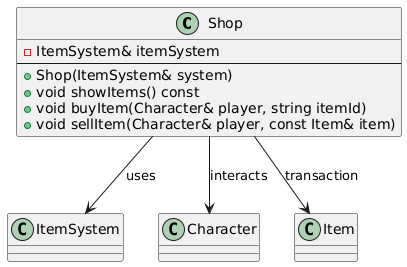 C Shop
ItemSystem& itemSystem
Shop(ItemSystem& system)
void showItems() const
void buyItem(Character& player, string itemId)
void sellItem(Character& player, const Item& item)
uses
interacts
transaction
C ItemSystem
C Character
C Item